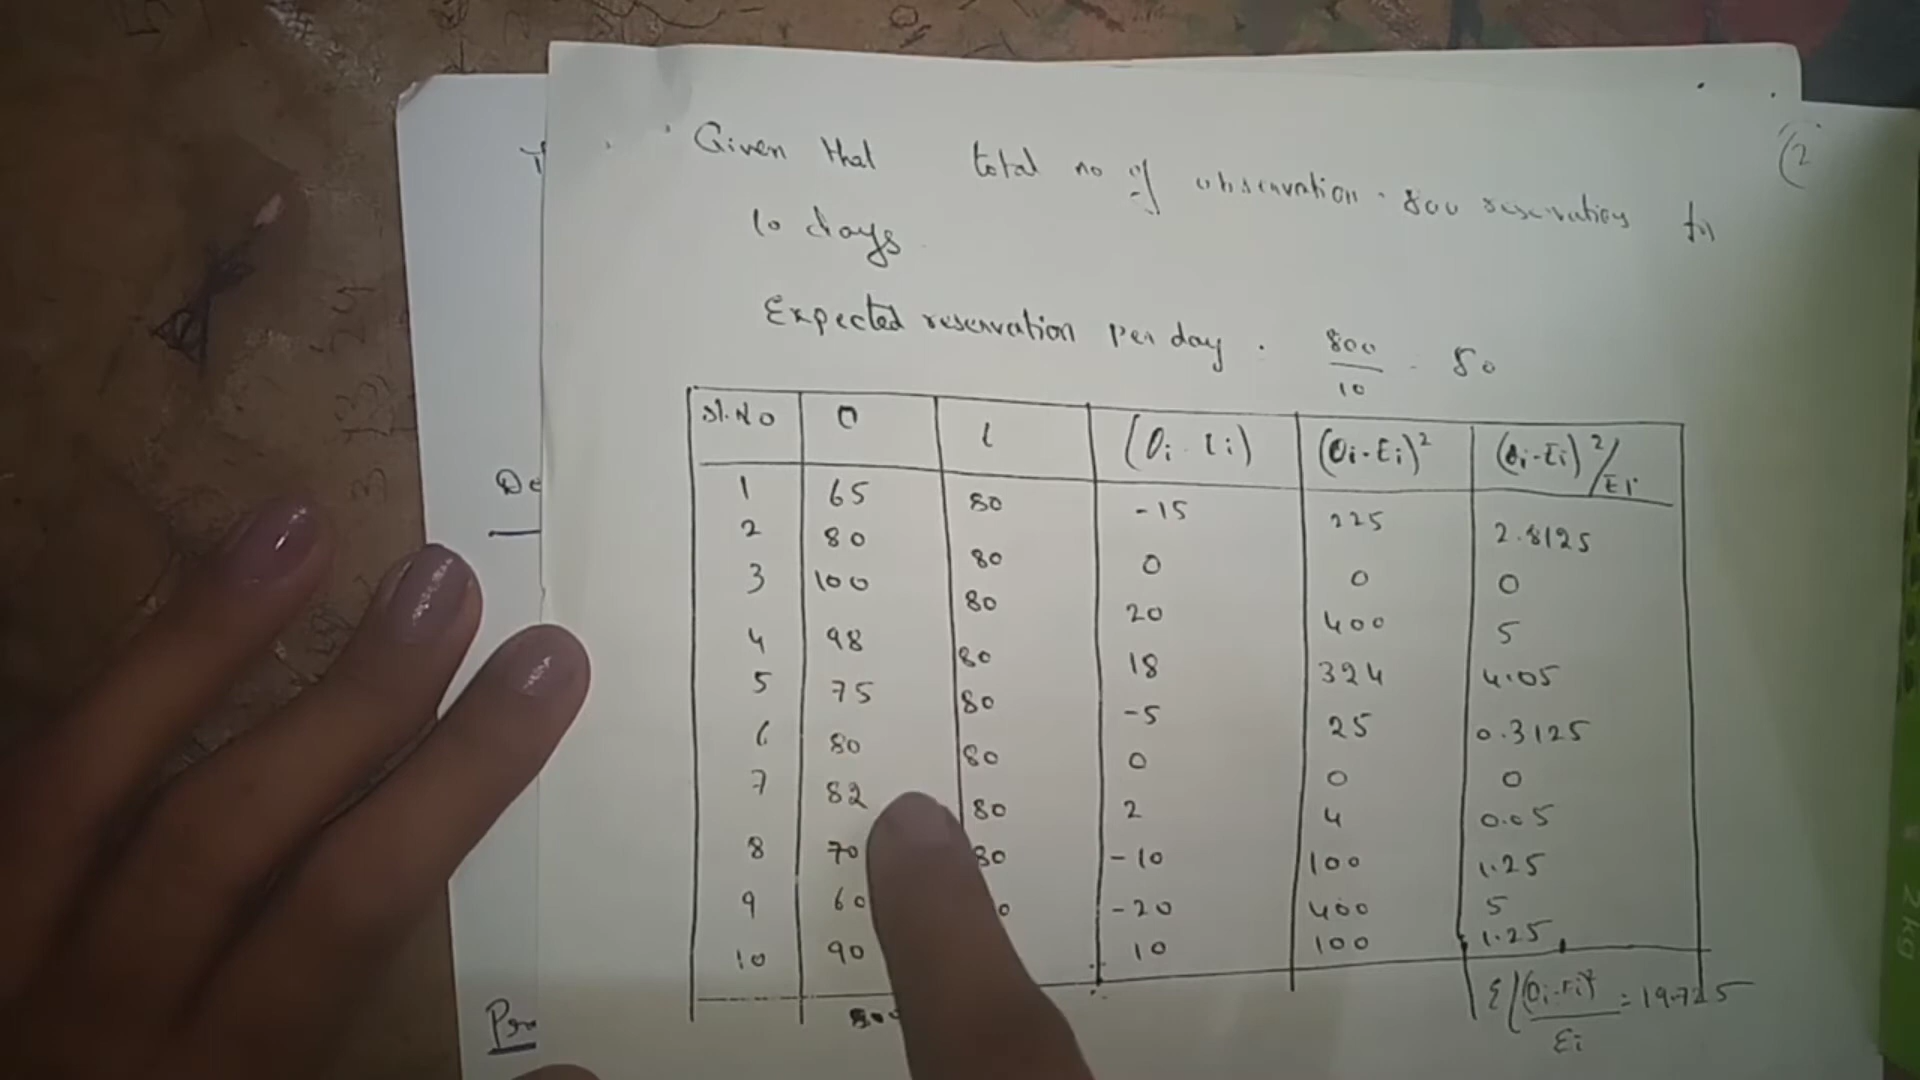 Given that total no of observation. 800 reservations for
(2
10 days.
Expected reservation per day. 800/10 - 80
Sl.No O E (Oi-Ei) (Oi-Ei)² (Oi-Ei)²/Ei
1 65 80 -15 225 2.8125
2 80 80 0 0 0
3 100 80 20 400 5
4 98 80 18 324 4.05
5 75 80 -5 25 0.3125
6 80 80 0 0 0
7 82 80 2 4 0.05
8 70 80 -10 100 1.25
9 60 0 -20 400 5
10 90 10 100 1.25
800 Σ(Oi-Ei)²/Ei = 19.725
De
Pr
2kg